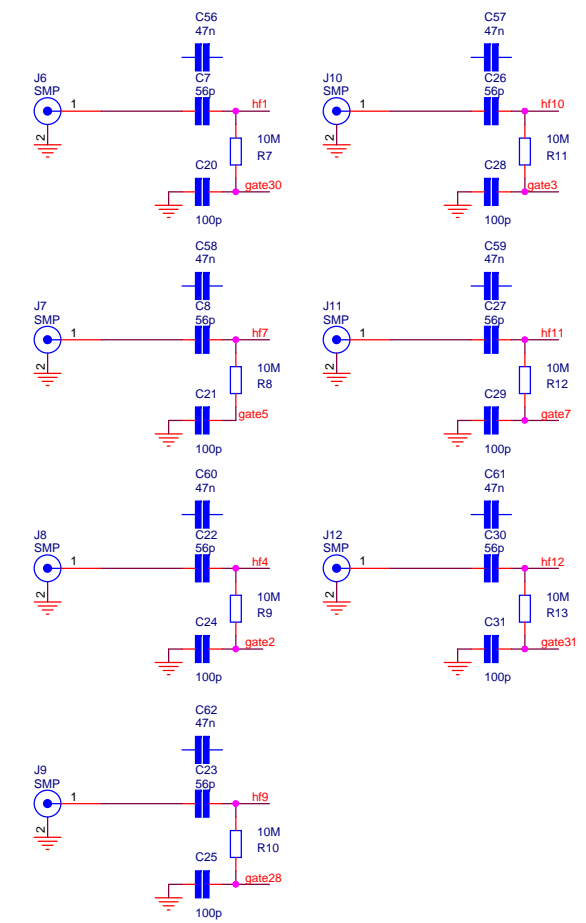 C56
47n
J6
SMP
1
2
C7
56p
hf1
10M
R7
C20
gate30
100p
C57
47n
J10
SMP
1
2
C26
56p
hf10
10M
R11
C28
gate3
100p
C58
47n
J7
SMP
1
2
C8
56p
hf7
10M
R8
C21
gate5
100p
C59
47n
J11
SMP
1
2
C27
56p
hf11
10M
R12
C29
gate7
100p
C60
47n
J8
SMP
1
2
C22
56p
hf4
10M
R9
C24
gate2
100p
C61
47n
J12
SMP
1
2
C30
56p
hf12
10M
R13
C31
gate31
100p
C62
47n
J9
SMP
1
2
C23
56p
hf9
10M
R10
C25
gate28
100p